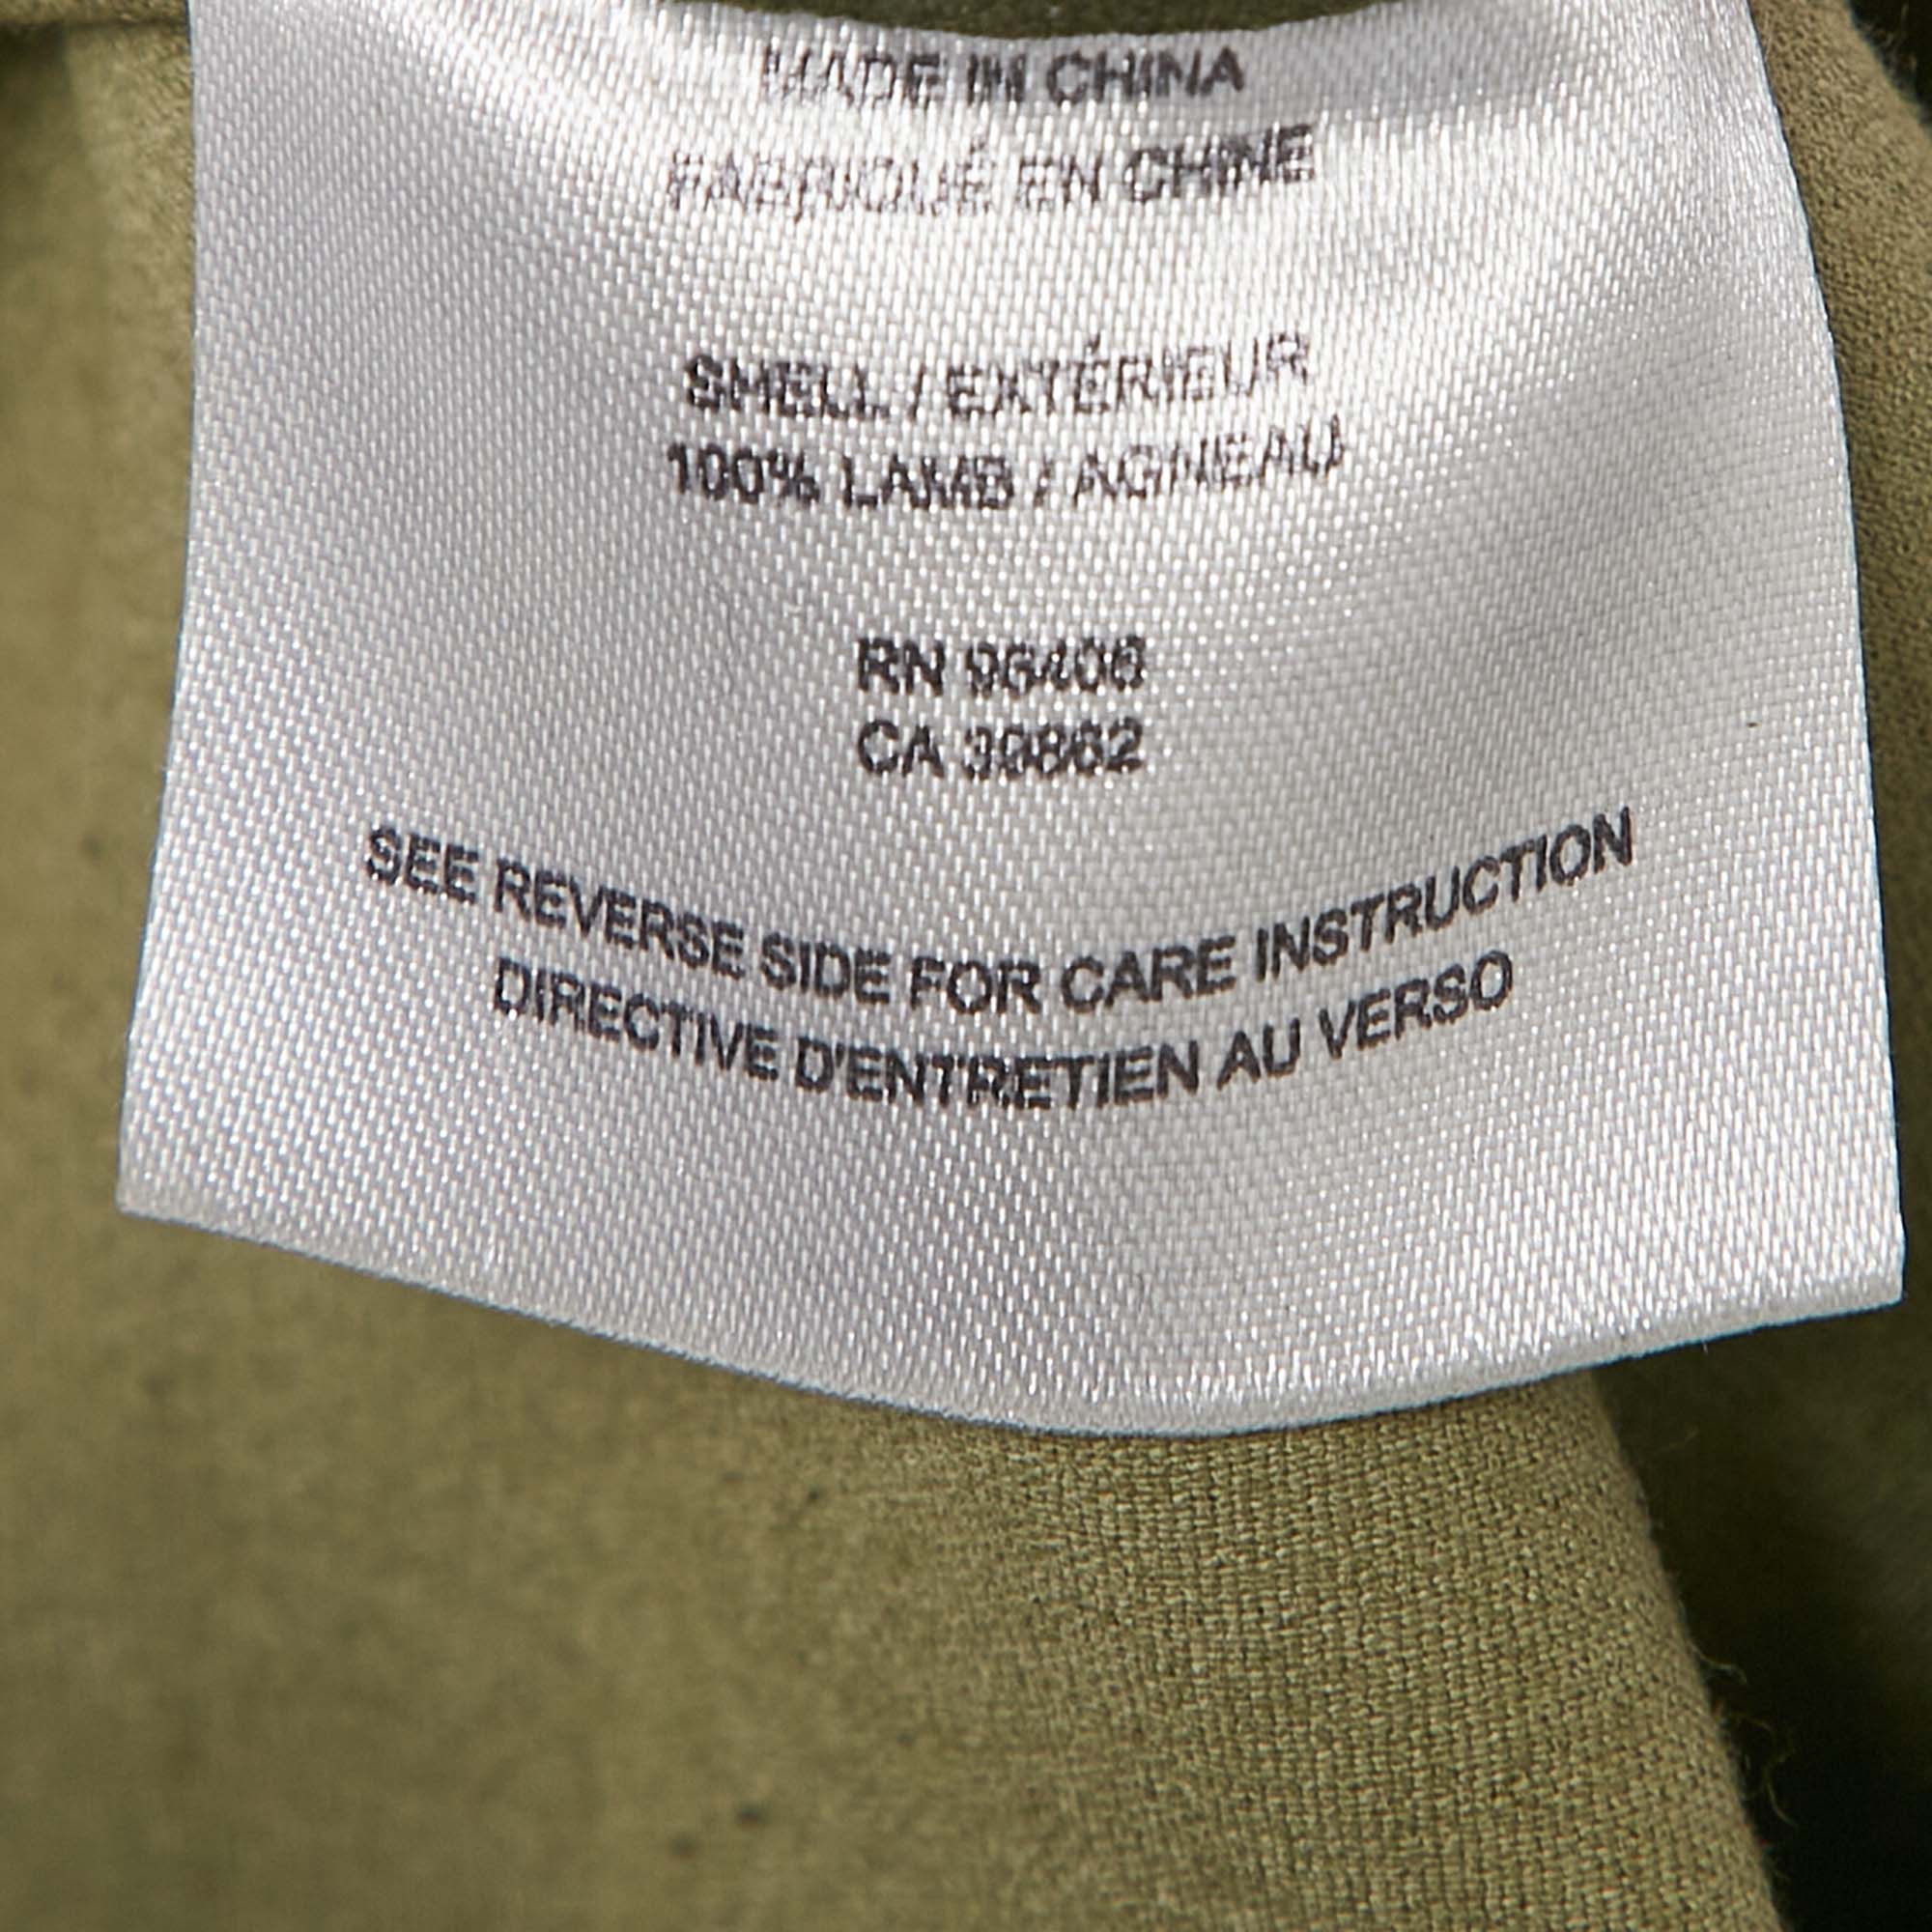 MADE IN CHINA
FABRIQUÉ EN CHINE
SHELL / EXTÉRIEUR
100% LAMB / AGNEAU
RN 96406
CA 39862
SEE REVERSE SIDE FOR CARE INSTRUCTION
DIRECTIVE D'ENTRETIEN AU VERSO